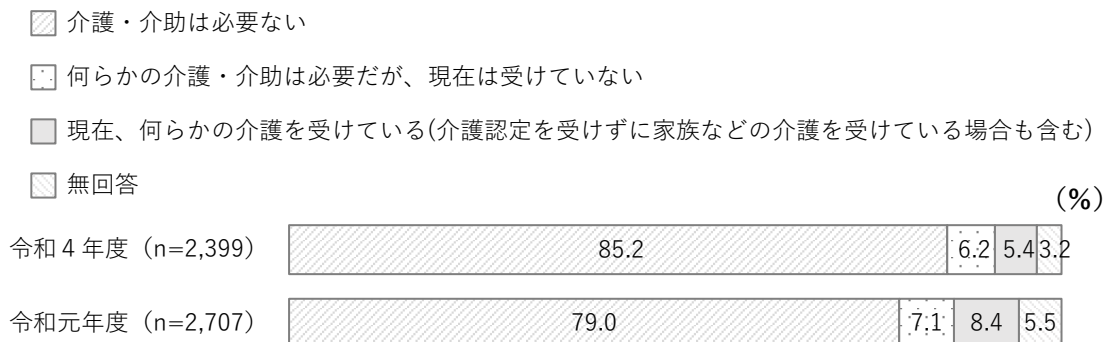 介護・介助は必要ない
何らかの介護・介助は必要だが、現在は受けていない
現在、何らかの介護を受けている(介護認定を受けずに家族などの介護を受けている場合も含む)
無回答
(%)
令和４年度（n=2,399） 85.2 6.2 5.4 3.2
令和元年度（n=2,707） 79.0 7.1 8.4 5.5